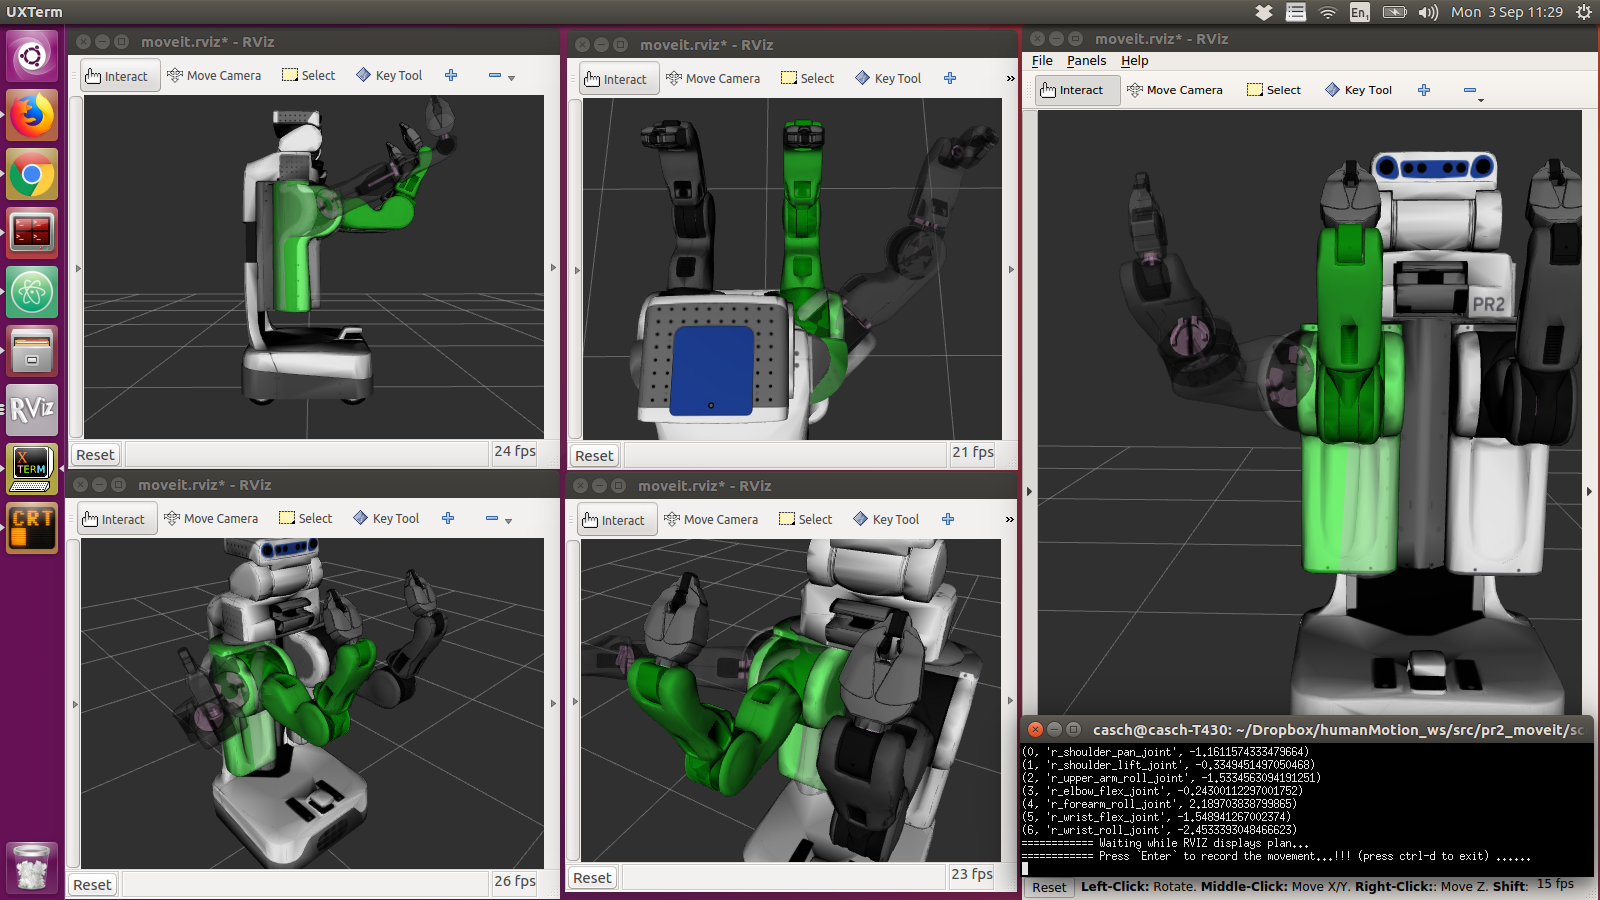 UXTerm
En1
Mon 3 Sep 11:29
moveit.rviz* - RViz
Interact
Move Camera
Select
Key Tool
Reset
24 fps
moveit.rviz* - RViz
Interact
Move Camera
Select
Key Tool
»
Reset
21 fps
moveit.rviz* - RViz
File Panels Help
Interact
Move Camera
Select
Key Tool
PR2
RViz
X
TERM
CRT
moveit.rviz* - RViz
Interact
Move Camera
Select
Key Tool
Reset
26 fps
moveit.rviz* - RViz
Interact
Move Camera
Select
Key Tool
»
Reset
23 fps
casch@casch-T430: ~/Dropbox/humanMotion_ws/src/pr2_moveit/sc
(0, 'r_shoulder_pan_joint', -1.1611574333479664)
(1, 'r_shoulder_lift_joint', -0.3349451497050468)
(2, 'r_upper_arm_roll_joint', -1.5334563094191251)
(3, 'r_elbow_flex_joint', -0.24300112297001752)
(4, 'r_forearm_roll_joint', 2.189703838799865)
(5, 'r_wrist_flex_joint', -1.548941267002374)
(6, 'r_wrist_roll_joint', -2.4533393048466623)
============ Waiting while RVIZ displays plan...
============ Press `Enter` to record the movement...!!! (press ctrl-d to exit) ......
Reset
Left-Click: Rotate. Middle-Click: Move X/Y. Right-Click:: Move Z. Shift:
15 fps